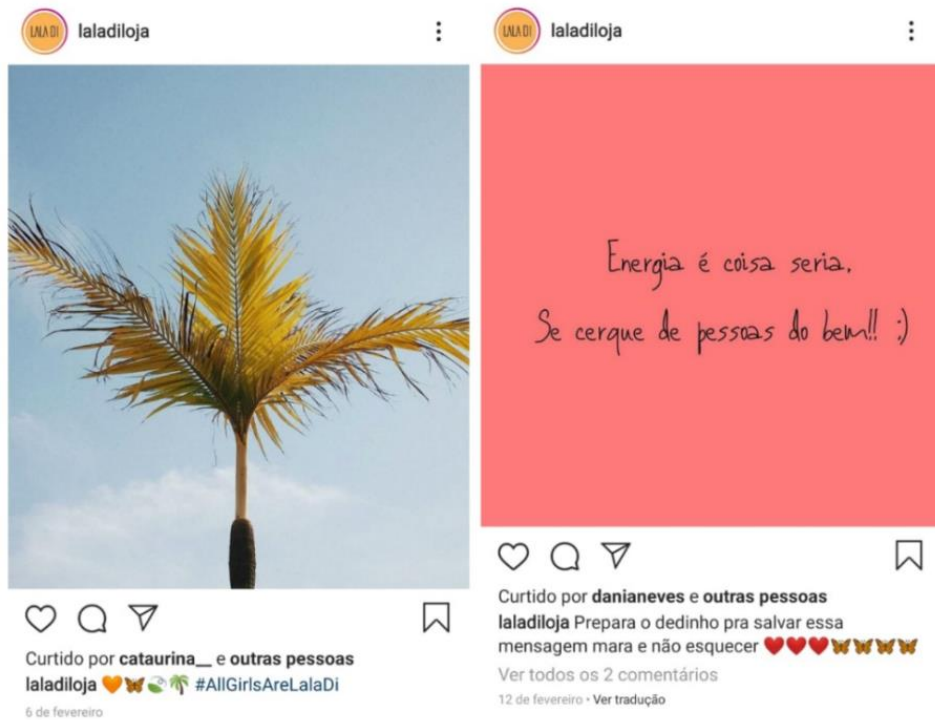 LALA DI laladiloja
Curtido por cataurina__ e outras pessoas
laladiloja 🧡🦋🍃🌴 #AllGirlsAreLalaDi
6 de fevereiro
LALA DI laladiloja
Energia é coisa seria.
Se cerque de pessoas do bem!! :)
Curtido por danianeves e outras pessoas
laladiloja Prepara o dedinho pra salvar essa
mensagem mara e não esquecer ❤️❤️❤️🦋🦋🦋🦋
Ver todos os 2 comentários
12 de fevereiro • Ver tradução